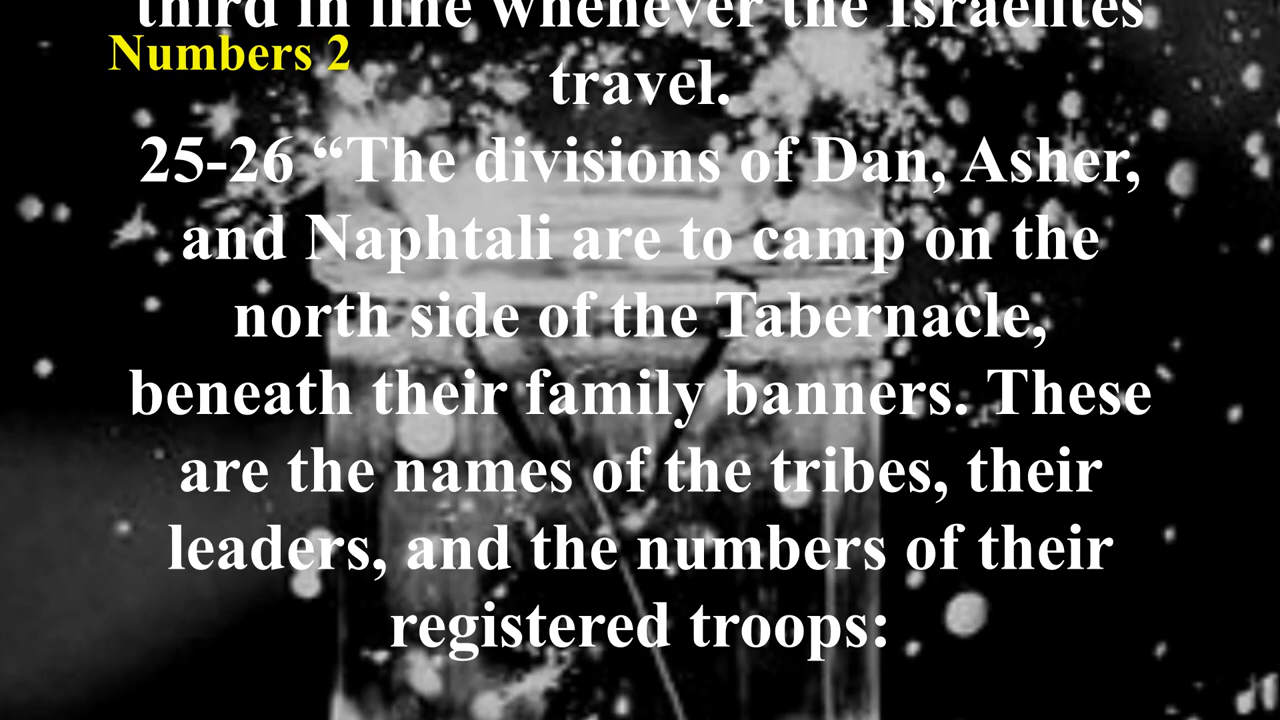 third in line whenever the Israelites
Numbers 2
travel.
25-26 “The divisions of Dan, Asher,
and Naphtali are to camp on the
north side of the Tabernacle,
beneath their family banners. These
are the names of the tribes, their
leaders, and the numbers of their
registered troops: